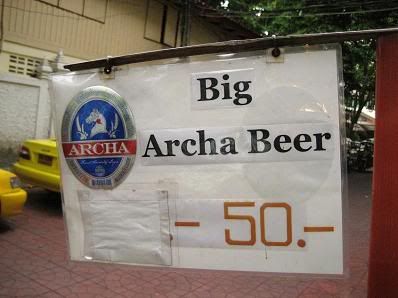 Big
ARCHA
Archa Beer
- 50.-